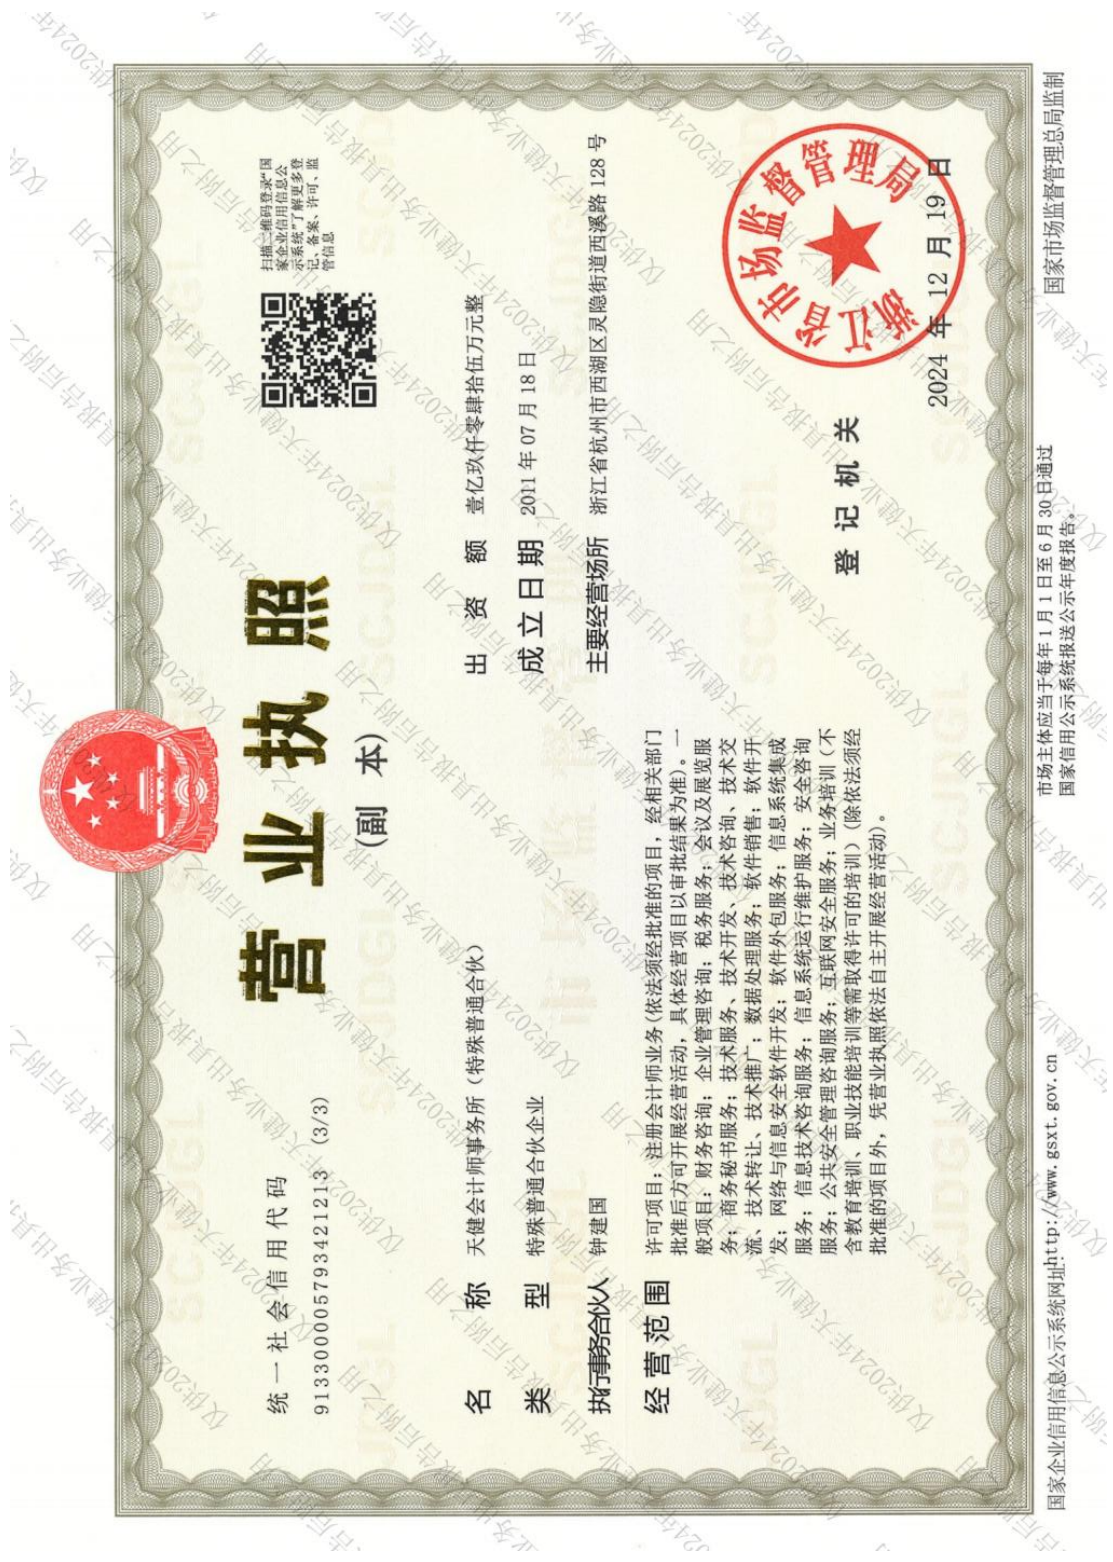 营业执照
(副 本)
统一社会信用代码
913300005793421213 (3/3)
扫描二维码登录“国
家企业信用信息公
示系统”了解更多登
记、备案、许可、监
管信息
名 称 天健会计师事务所（特殊普通合伙）
类 型 特殊普通合伙企业
执行事务合伙人 钟建国
经营范围 许可项目：注册会计师业务(依法须经批准的项目，经相关部门
批准后方可开展经营活动，具体经营项目以审批结果为准)。一
般项目：财务咨询；企业管理咨询；税务服务；会议及展览服
务；商务秘书服务；技术服务、技术开发、技术咨询、技术交
流、技术转让、技术推广；数据处理服务；软件销售；软件开
发；网络与信息安全软件开发；软件外包服务；信息系统集成
服务；信息技术咨询服务；信息系统运行维护服务；安全咨询
服务；公共安全管理咨询服务；互联网安全服务；业务培训（不
含教育培训、职业技能培训等需取得许可的培训）(除依法须经
批准的项目外，凭营业执照依法自主开展经营活动)。
出 资 额 壹亿玖仟零肆拾伍万元整
成立日期 2011 年 07 月 18 日
主要经营场所 浙江省杭州市西湖区灵隐街道西溪路 128 号
登记机关
浙江省市场监督管理局
2024 年 12 月 19 日
国家企业信用信息公示系统网址:http://www.gsxt.gov.cn
市场主体应当于每年 1 月 1 日至 6 月 30 日通过
国家信用公示系统报送公示年度报告。
国家市场监督管理总局监制
仅供2024年天健业务出具报告后附之用
SCJDGL